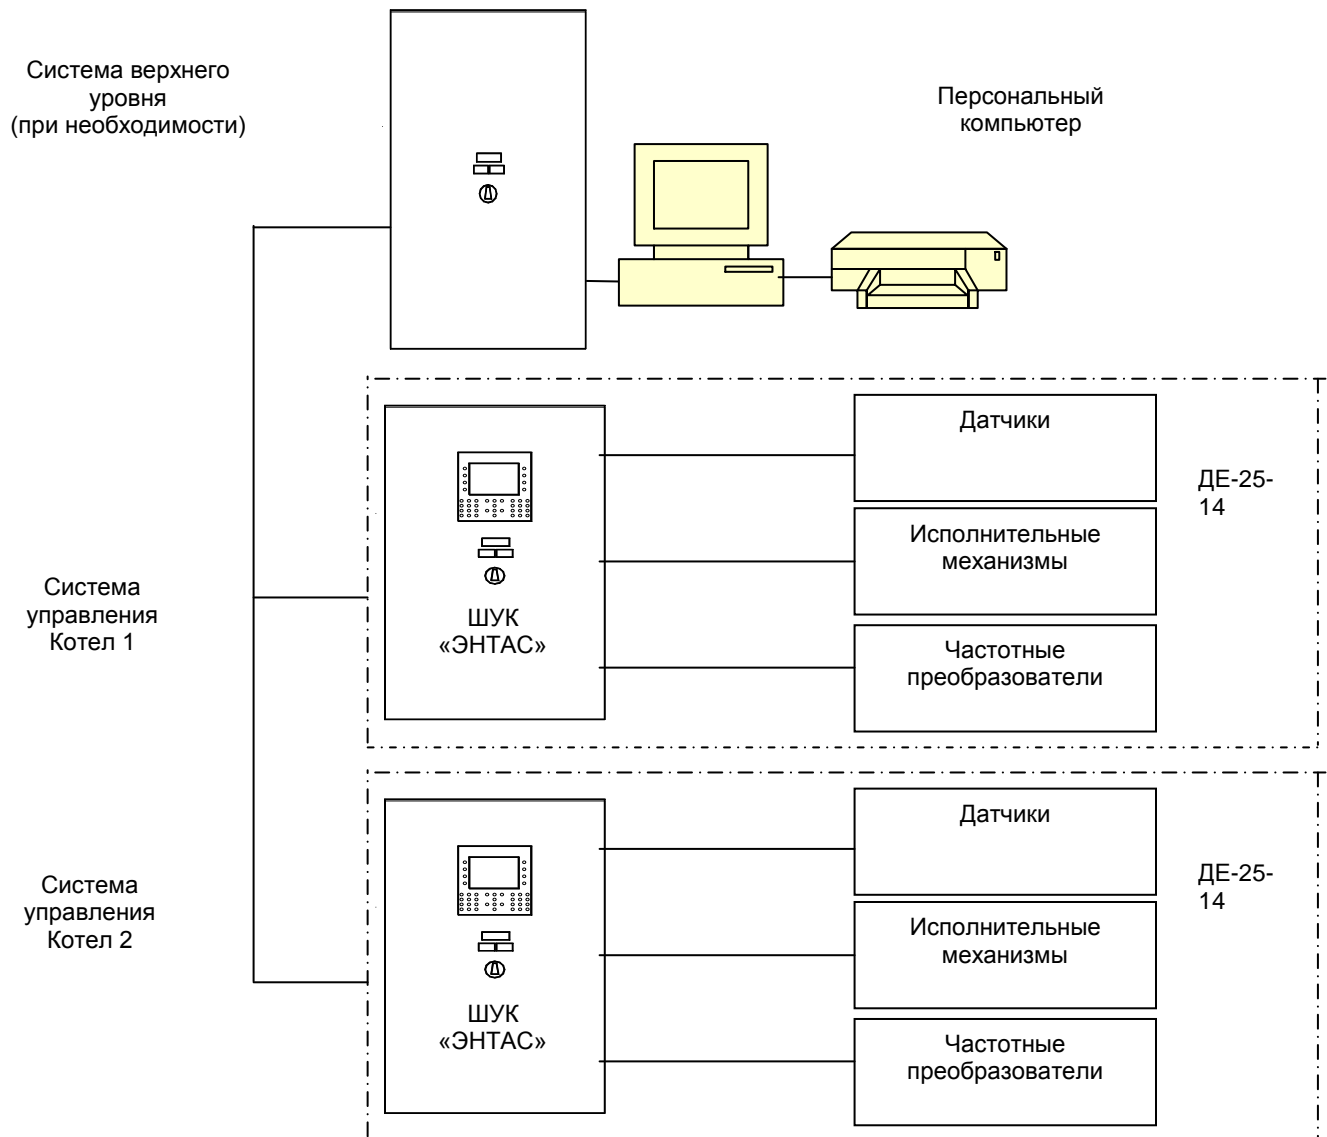 Система верхнего
уровня
(при необходимости)
Персональный
компьютер
Датчики
ДЕ-25-
14
Исполнительные
механизмы
Система
управления
Котел 1
ШУК
«ЭНТАС»
Частотные
преобразователи
Датчики
ДЕ-25-
14
Система
управления
Котел 2
Исполнительные
механизмы
ШУК
«ЭНТАС»
Частотные
преобразователи